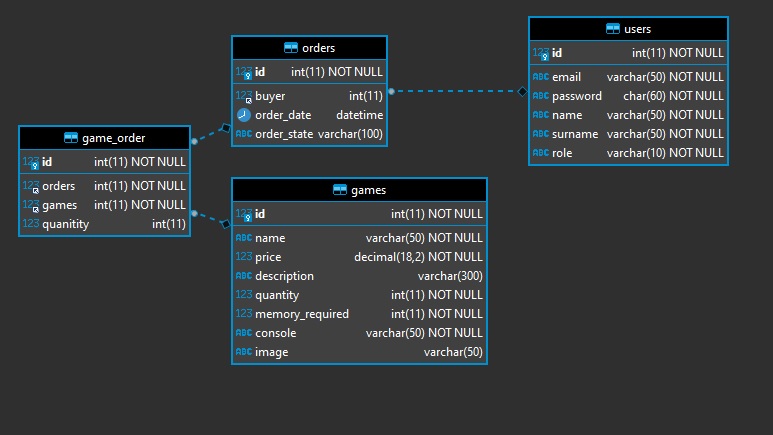 orders
123 id int(11) NOT NULL
123 buyer int(11)
order_date datetime
ABC order_state varchar(100)
users
123 id int(11) NOT NULL
ABC email varchar(50) NOT NULL
ABC password char(60) NOT NULL
ABC name varchar(50) NOT NULL
ABC surname varchar(50) NOT NULL
ABC role varchar(10) NOT NULL
game_order
123 id int(11) NOT NULL
123 orders int(11) NOT NULL
123 games int(11) NOT NULL
123 quanitity int(11)
games
123 id int(11) NOT NULL
ABC name varchar(50) NOT NULL
123 price decimal(18,2) NOT NULL
ABC description varchar(300)
123 quantity int(11) NOT NULL
123 memory_required int(11) NOT NULL
ABC console varchar(50) NOT NULL
ABC image varchar(50)